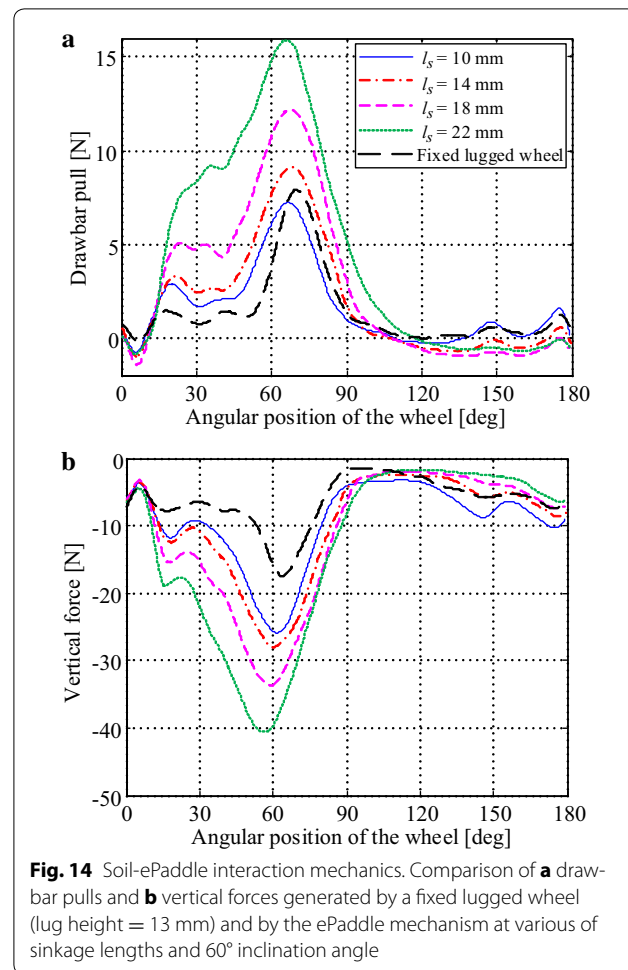 a
15
10
5
0
Drawbar pull [N]
l_s = 10 mm
l_s = 14 mm
l_s = 18 mm
l_s = 22 mm
Fixed lugged wheel
0 30 60 90 120 150 180
Angular position of the wheel [deg]
b
0
-10
-20
-30
-40
-50
Vertical force [N]
0 30 60 90 120 150 180
Angular position of the wheel [deg]
Fig. 14 Soil-ePaddle interaction mechanics. Comparison of a draw-
bar pulls and b vertical forces generated by a fixed lugged wheel
(lug height = 13 mm) and by the ePaddle mechanism at various of
sinkage lengths and 60° inclination angle